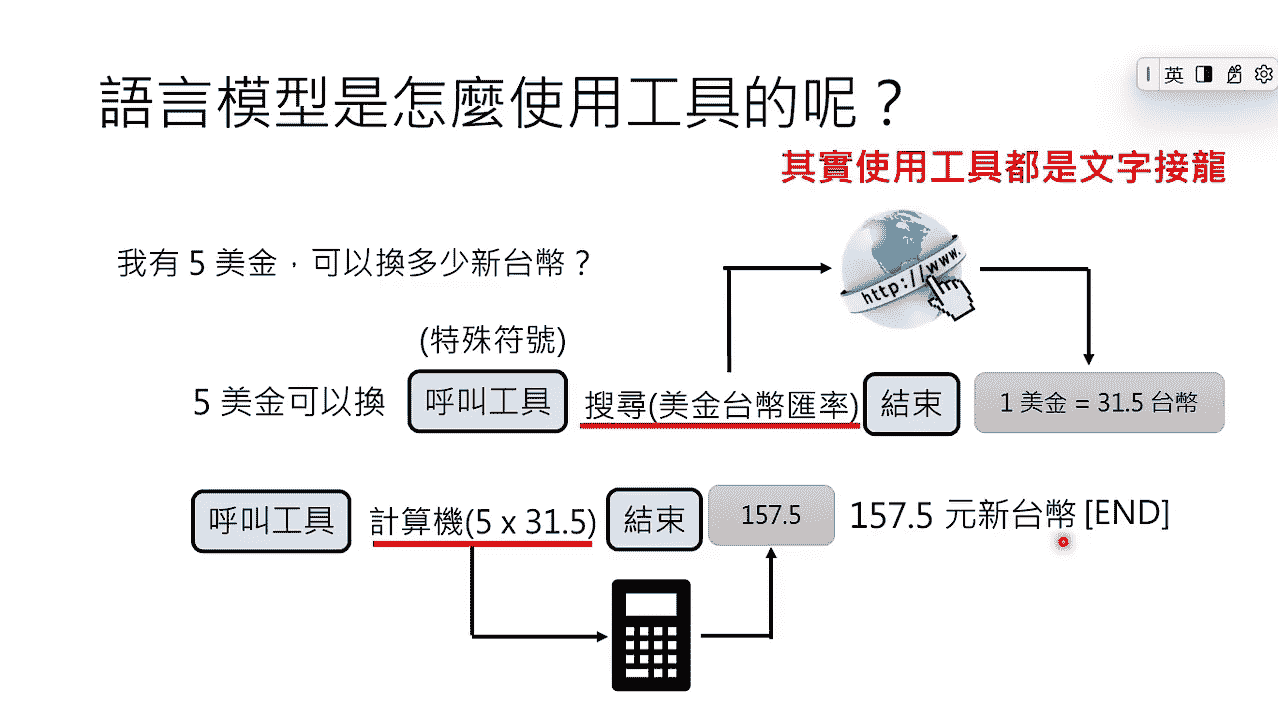 語言模型是怎麼使用工具的呢？
英
其實使用工具都是文字接龍
我有 5 美金，可以換多少新台幣？
http://www.
(特殊符號)
5 美金可以換 呼叫工具 搜尋(美金台幣匯率) 結束 1 美金 = 31.5 台幣
呼叫工具 計算機(5 x 31.5) 結束 157.5 157.5 元新台幣 [END]